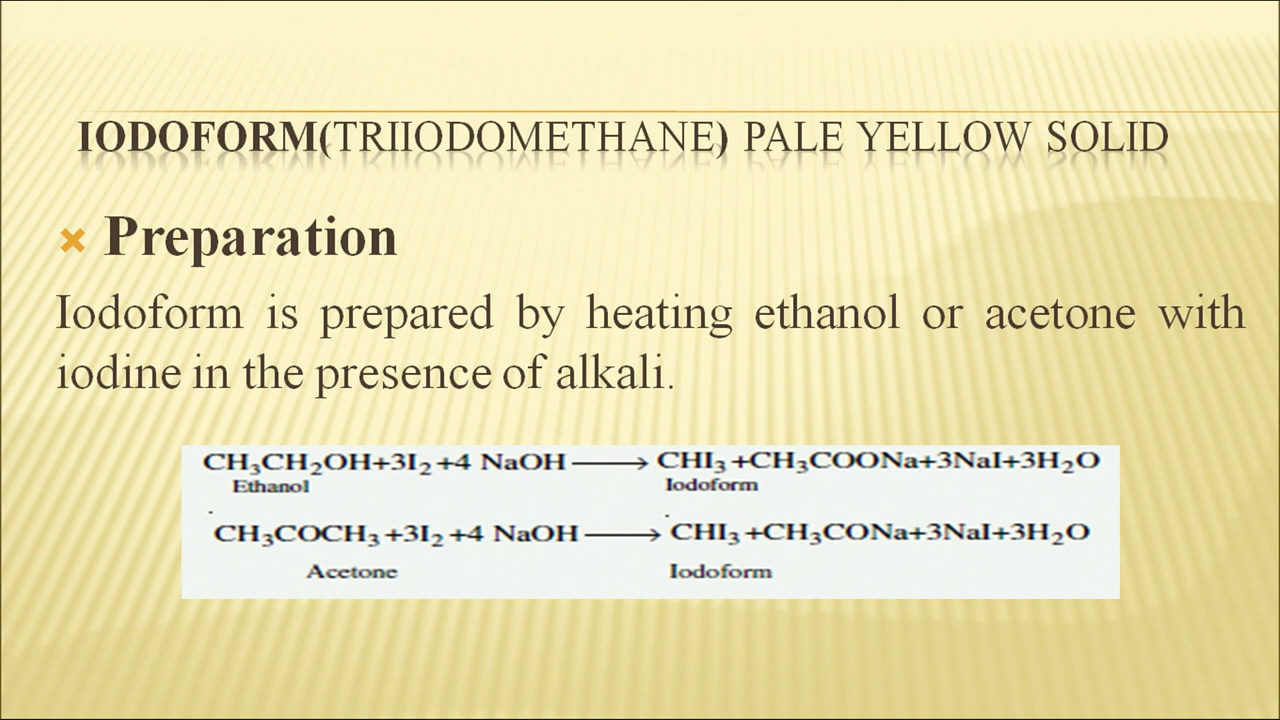 IODOFORM(TRIIODOMETHANE) PALE YELLOW SOLID
Preparation
Iodoform is prepared by heating ethanol or acetone with
iodine in the presence of alkali.
CH₃CH₂OH+3I₂+4 NaOH⟶CHI₃+CH₃COONa+3NaI+3H₂O
Ethanol Iodoform
CH₃COCH₃+3I₂+4 NaOH⟶CHI₃+CH₃CONa+3NaI+3H₂O
Acetone Iodoform